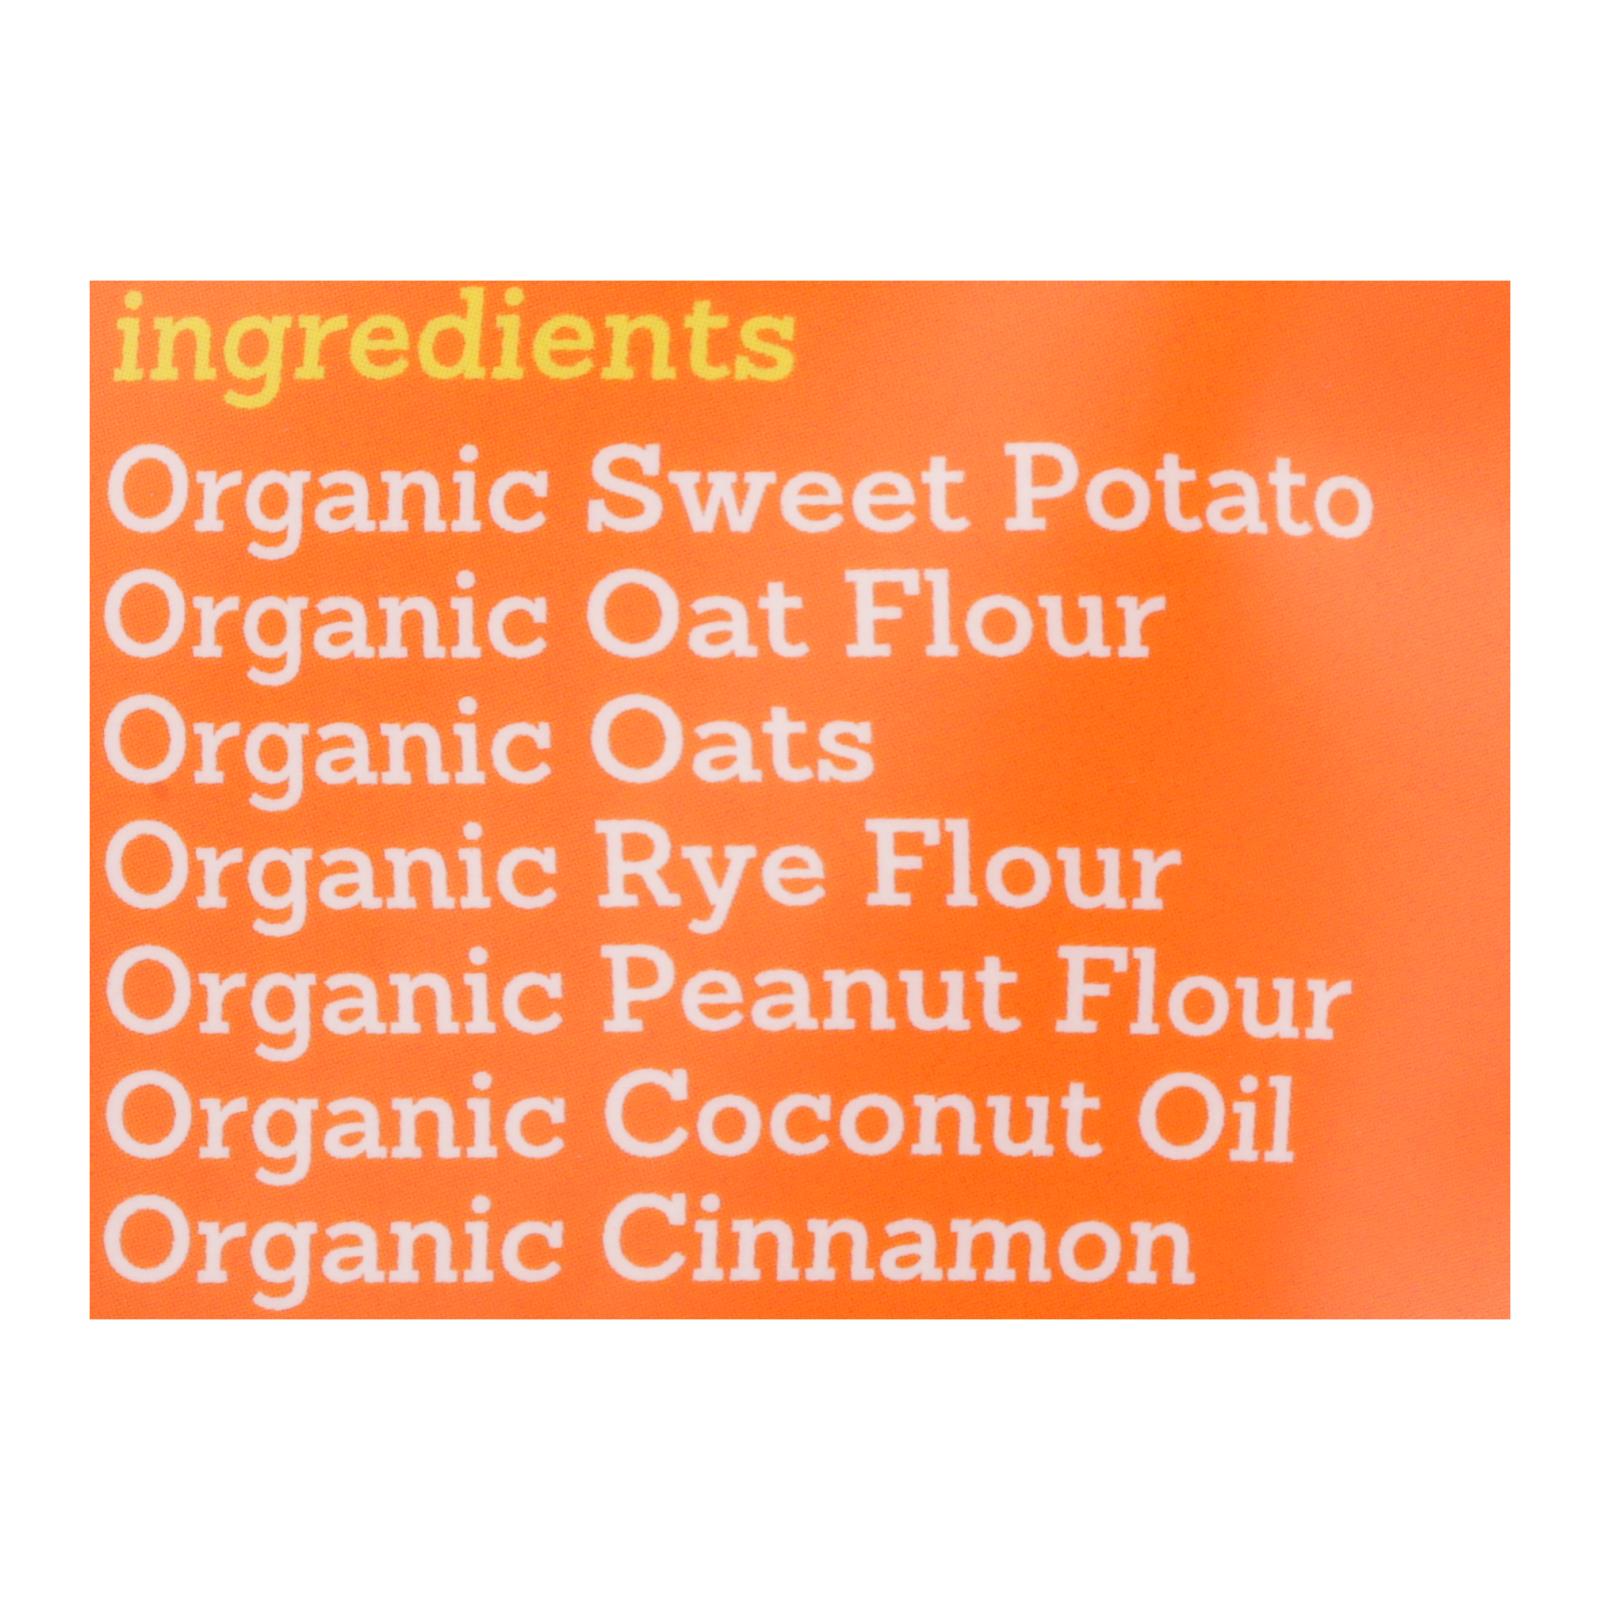 ingredients
Organic Sweet Potato
Organic Oat Flour
Organic Oats
Organic Rye Flour
Organic Peanut Flour
Organic Coconut Oil
Organic Cinnamon